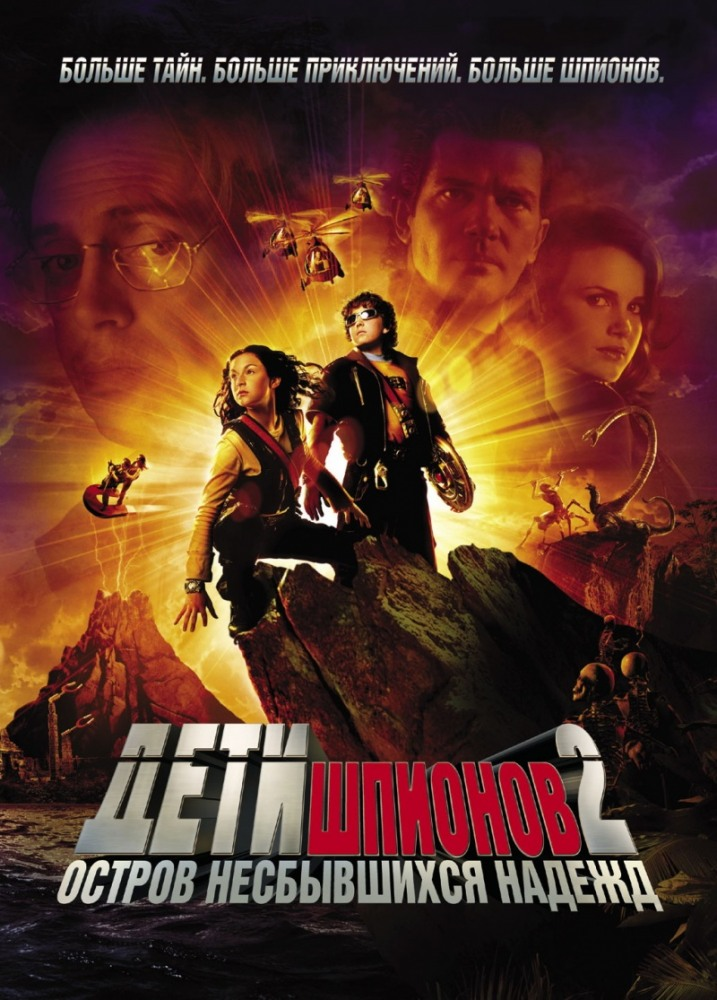 БОЛЬШЕ ТАЙН. БОЛЬШЕ ПРИКЛЮЧЕНИЙ. БОЛЬШЕ ШПИОНОВ.
ДЕТИ ШПИОНОВ 2
ОСТРОВ НЕСБЫВШИХСЯ НАДЕЖД